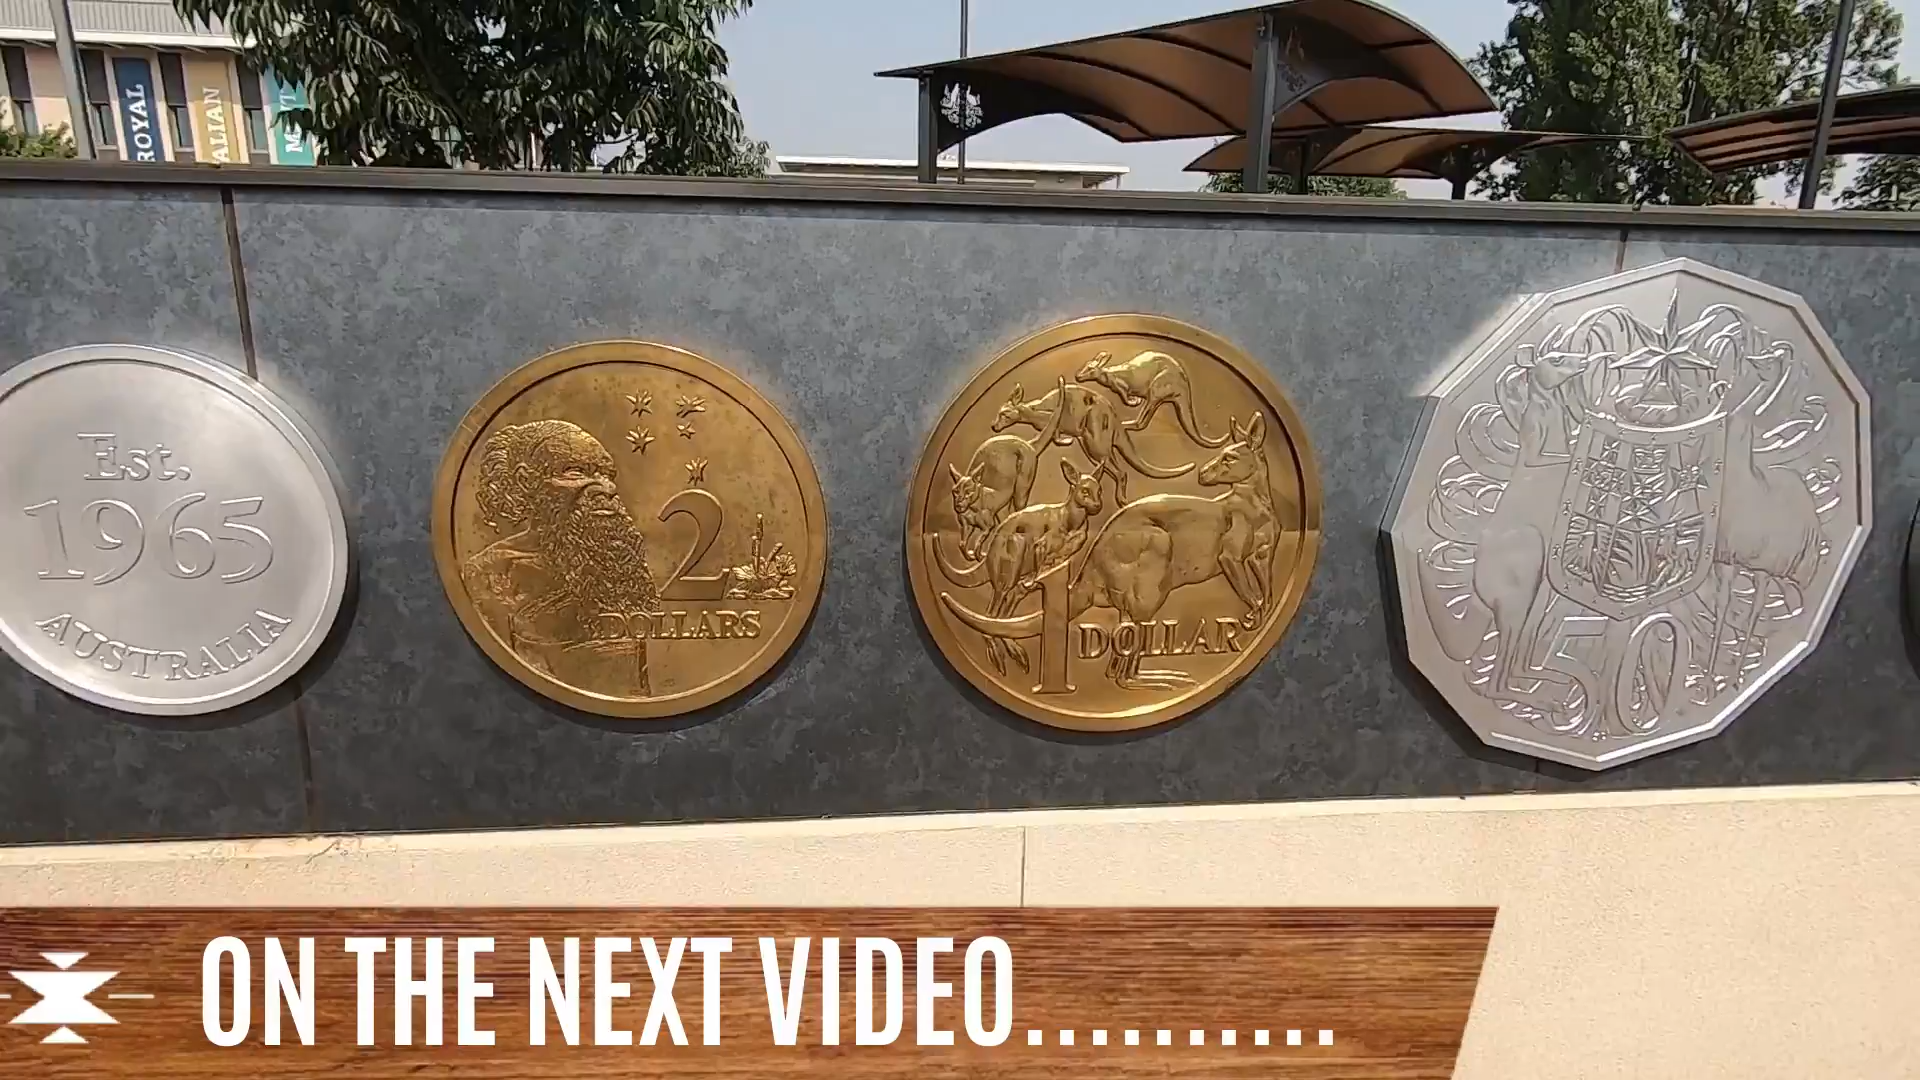 ROYAL
ALIAN
Est.
1965
AUSTRALIA
2
DOLLARS
1 DOLLAR
50
ON THE NEXT VIDEO..........